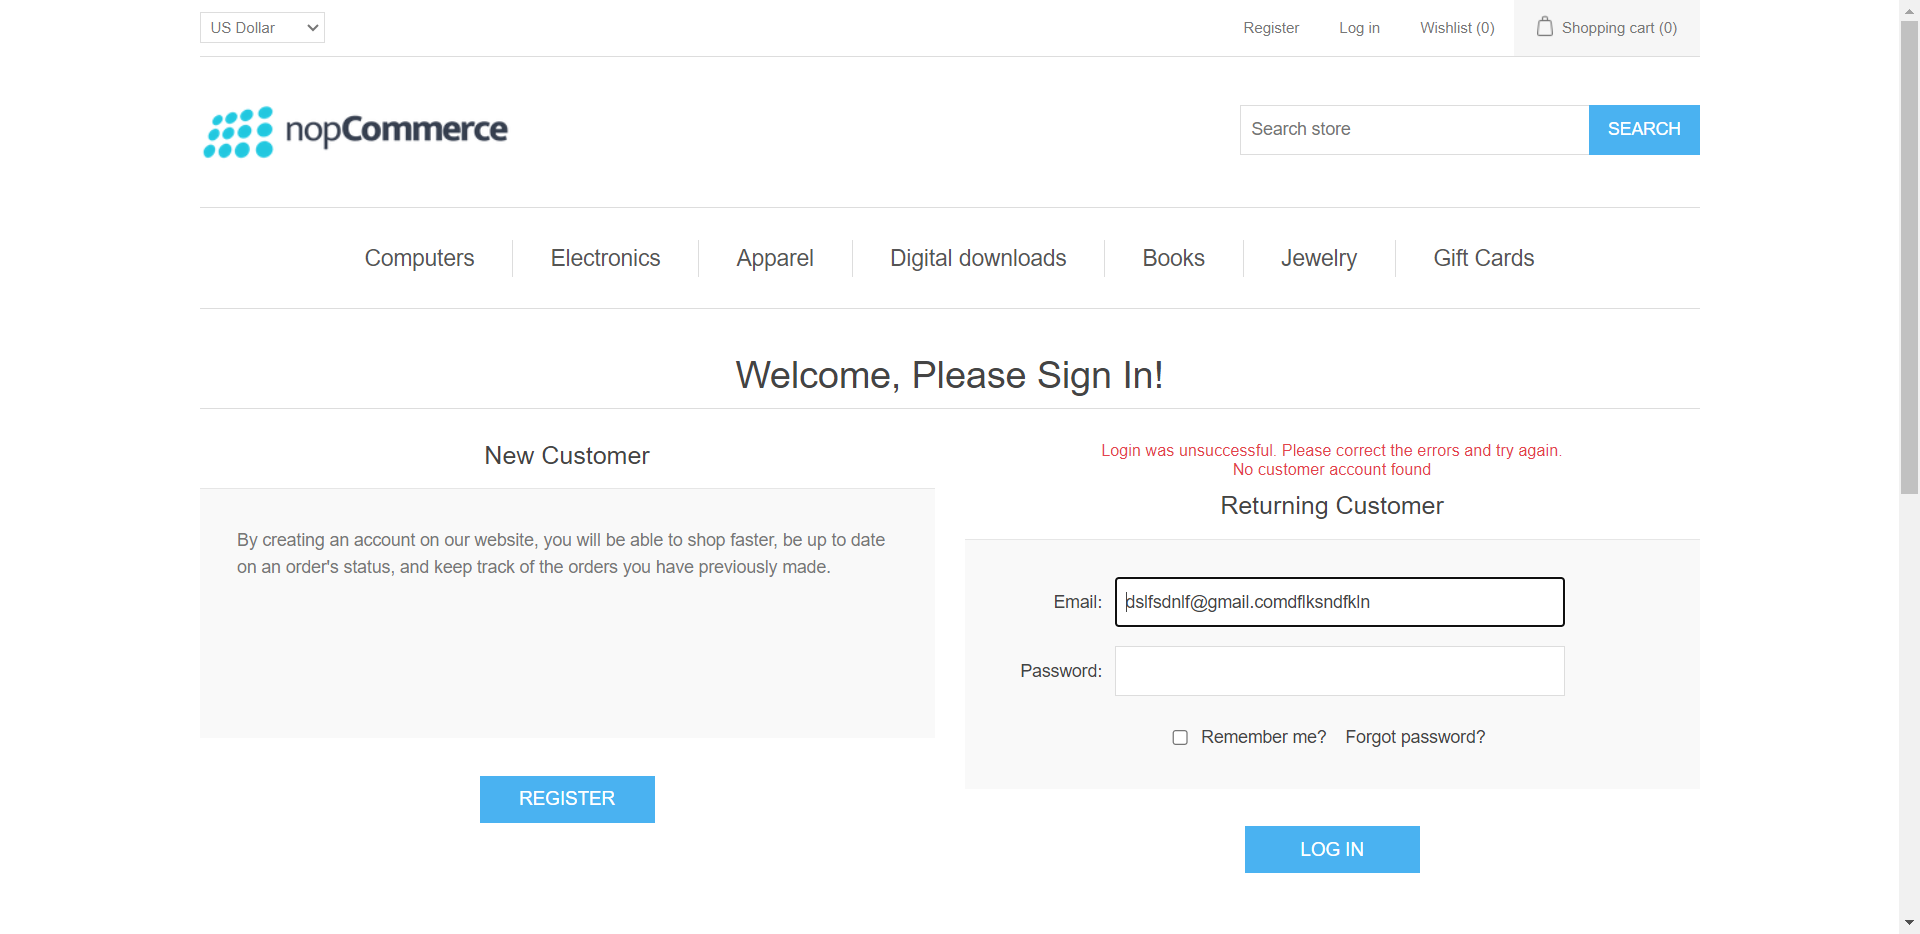 US Dollar
Register
Log in
Wishlist (0)
Shopping cart (0)
nopCommerce
Search store
SEARCH
Computers
Electronics
Apparel
Digital downloads
Books
Jewelry
Gift Cards
Welcome, Please Sign In!
New Customer
By creating an account on our website, you will be able to shop faster, be up to date
on an order's status, and keep track of the orders you have previously made.
REGISTER
Login was unsuccessful. Please correct the errors and try again.
No customer account found
Returning Customer
Email:
dslfsdnlf@gmail.comdflksndfkln
Password:
Remember me?
Forgot password?
LOG IN